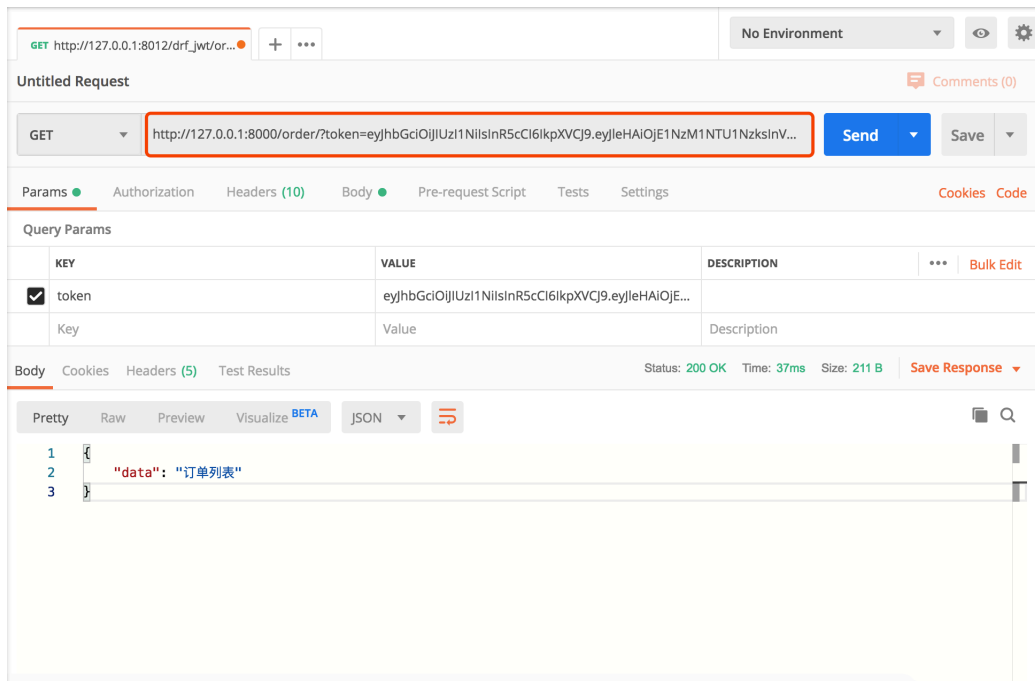 GET http://127.0.0.1:8012/drf_jwt/or...
No Environment
Untitled Request
Comments (0)
GET
http://127.0.0.1:8000/order/?token=eyJhbGciOiJIUzI1NiIsInR5cCI6IkpXVCJ9.eyJleHAiOjE1NzM1NTU1NzksInV...
Send
Save
Params
Authorization
Headers (10)
Body
Pre-request Script
Tests
Settings
Cookies
Code
Query Params
KEY
VALUE
DESCRIPTION
Bulk Edit
token
eyJhbGciOiJIUzI1NiIsInR5cCI6IkpXVCJ9.eyJleHAiOjE...
Key
Value
Description
Body
Cookies
Headers (5)
Test Results
Status: 200 OK
Time: 37ms
Size: 211 B
Save Response
Pretty
Raw
Preview
Visualize BETA
JSON
1 {
2 "data": "订单列表"
3 }